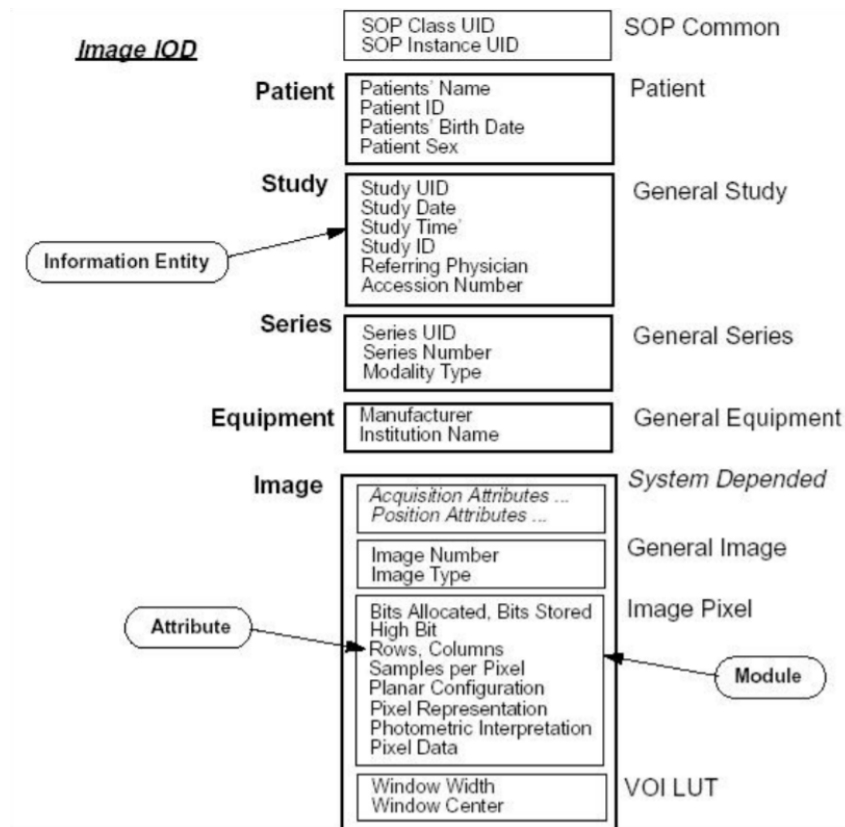 Image IOD
SOP Class UID
SOP Instance UID
SOP Common
Patient
Patients' Name
Patient ID
Patients' Birth Date
Patient Sex
Patient
Study
Study UID
Study Date
Study Time'
Study ID
Referring Physician
Accession Number
General Study
Information Entity
Series
Series UID
Series Number
Modality Type
General Series
Equipment
Manufacturer
Institution Name
General Equipment
Image
Acquisition Attributes ...
Position Attributes ...
System Depended
Image Number
Image Type
General Image
Bits Allocated, Bits Stored
High Bit
Rows, Columns
Samples per Pixel
Planar Configuration
Pixel Representation
Photometric Interpretation
Pixel Data
Image Pixel
Attribute
Module
Window Width
Window Center
VOI LUT